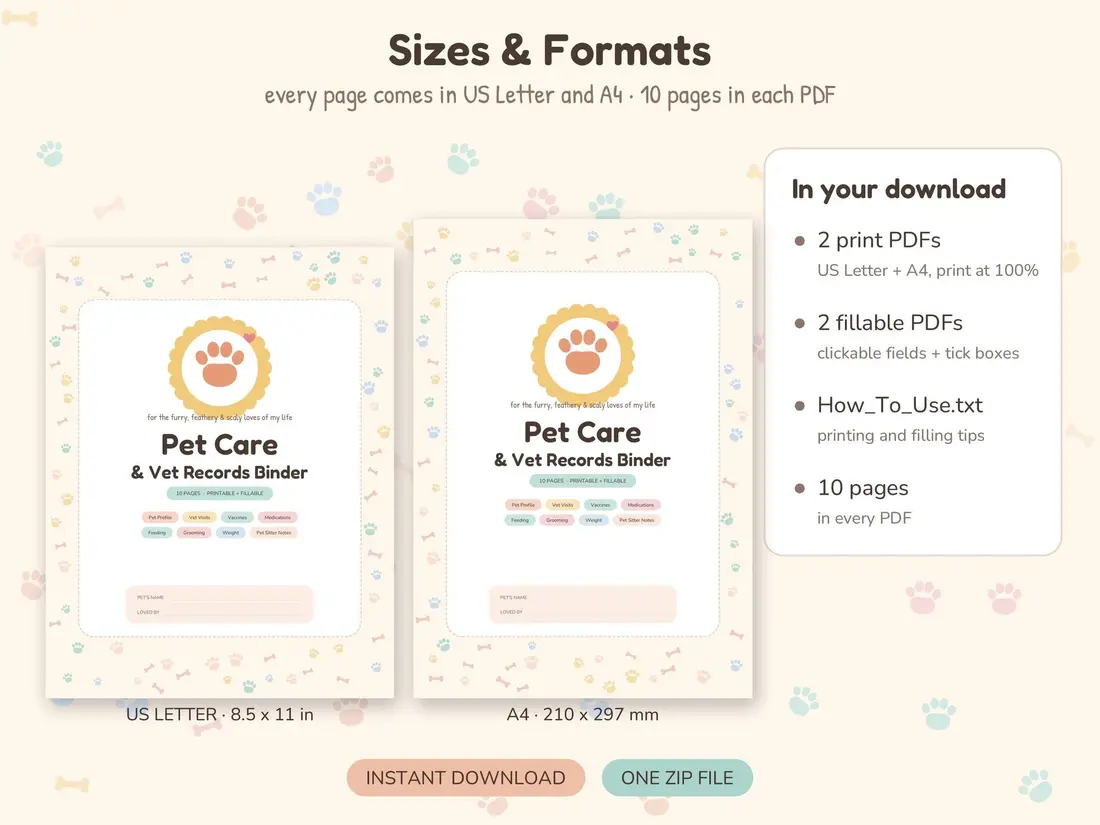 Sizes & Formats
every page comes in US Letter and A4 · 10 pages in each PDF
for the furry, feathery & scaly loves of my life
Pet Care
& Vet Records Binder
10 PAGES · PRINTABLE + FILLABLE
Pet Profile
Vet Visits
Vaccines
Medications
Feeding
Grooming
Weight
Pet Sitter Notes
PET'S NAME
LOVED BY
US LETTER · 8.5 x 11 in
for the furry, feathery & scaly loves of my life
Pet Care
& Vet Records Binder
10 PAGES · PRINTABLE + FILLABLE
Pet Profile
Vet Visits
Vaccines
Medications
Feeding
Grooming
Weight
Pet Sitter Notes
PET'S NAME
LOVED BY
A4 · 210 x 297 mm
In your download
2 print PDFs
US Letter + A4, print at 100%
2 fillable PDFs
clickable fields + tick boxes
How_To_Use.txt
printing and filling tips
10 pages
in every PDF
INSTANT DOWNLOAD
ONE ZIP FILE